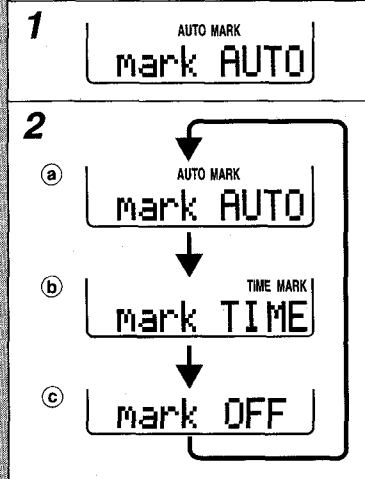 1
AUTO MARK
mark AUTO
2
ⓐ
AUTO MARK
mark AUTO
ⓑ
TIME MARK
mark TIME
ⓒ
mark OFF